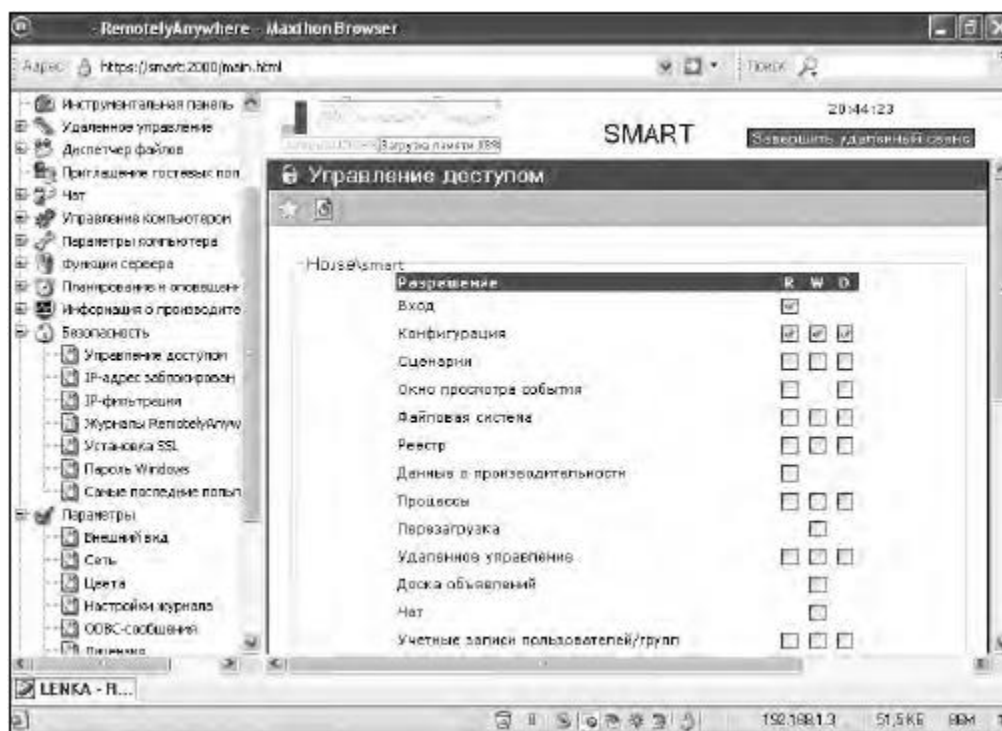 RemotelyAnywhere - Maxthon Browser
Адрес: https://smart:2000/main.html
Поиск
Инструментальная панель
Удаленное управление
Диспетчер файлов
Приглашение гостевых пол
Чат
Управление компьютером
Параметры компьютера
Функции сервера
Планирование и оповещен
Информация о производите
Безопасность
Управление доступом
IP-адрес заблокирован
IP-фильтрация
Журналы RemotelyAnyw
Установка SSL
Пароль Windows
Самые последние попыт
Параметры
Внешний вид
Сеть
Цвета
Настройки журнала
ODBC-сообщения
Лицензия
Загрузка памяти
SMART
20:44:23
Завершить удаленный сеанс
Управление доступом
House\smart
Разрешение R W D
Вход
Конфигурация
Сценарии
Окно просмотра события
Файловая система
Реестр
Данные о производительности
Процессы
Перезагрузка
Удаленное управление
Доска объявлений
Чат
Учетные записи пользователей/групп
LENKA - R...
192.168.1.3 51,5 КБ